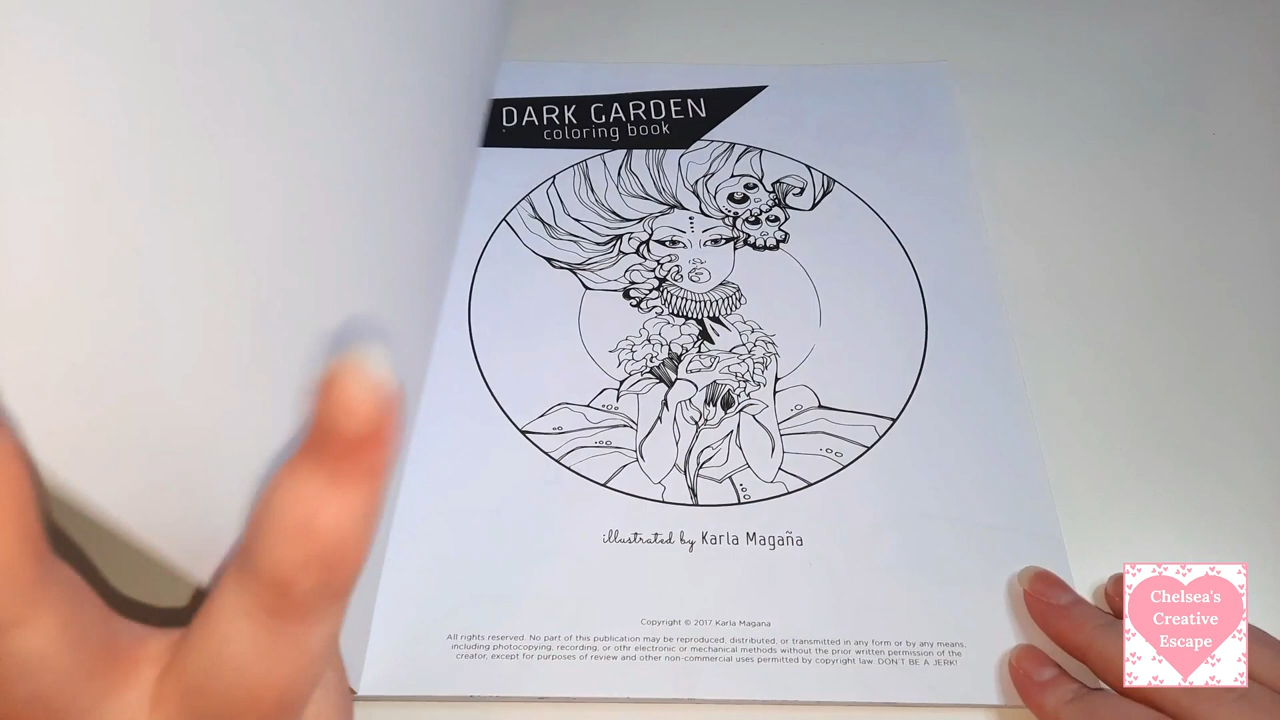 DARK GARDEN
coloring book
illustrated by Karla Magaña
Copyright © 2017 Karla Magana
All rights reserved. No part of this publication may be reproduced, distributed, or transmitted in any form or by any means,
including photocopying, recording, or othr electronic or mechanical methods without the prior written permission of the
creator, except for purposes of review and other non-commercial uses permitted by copyright law. DON'T BE A JERK!
Chelsea's
Creative
Escape